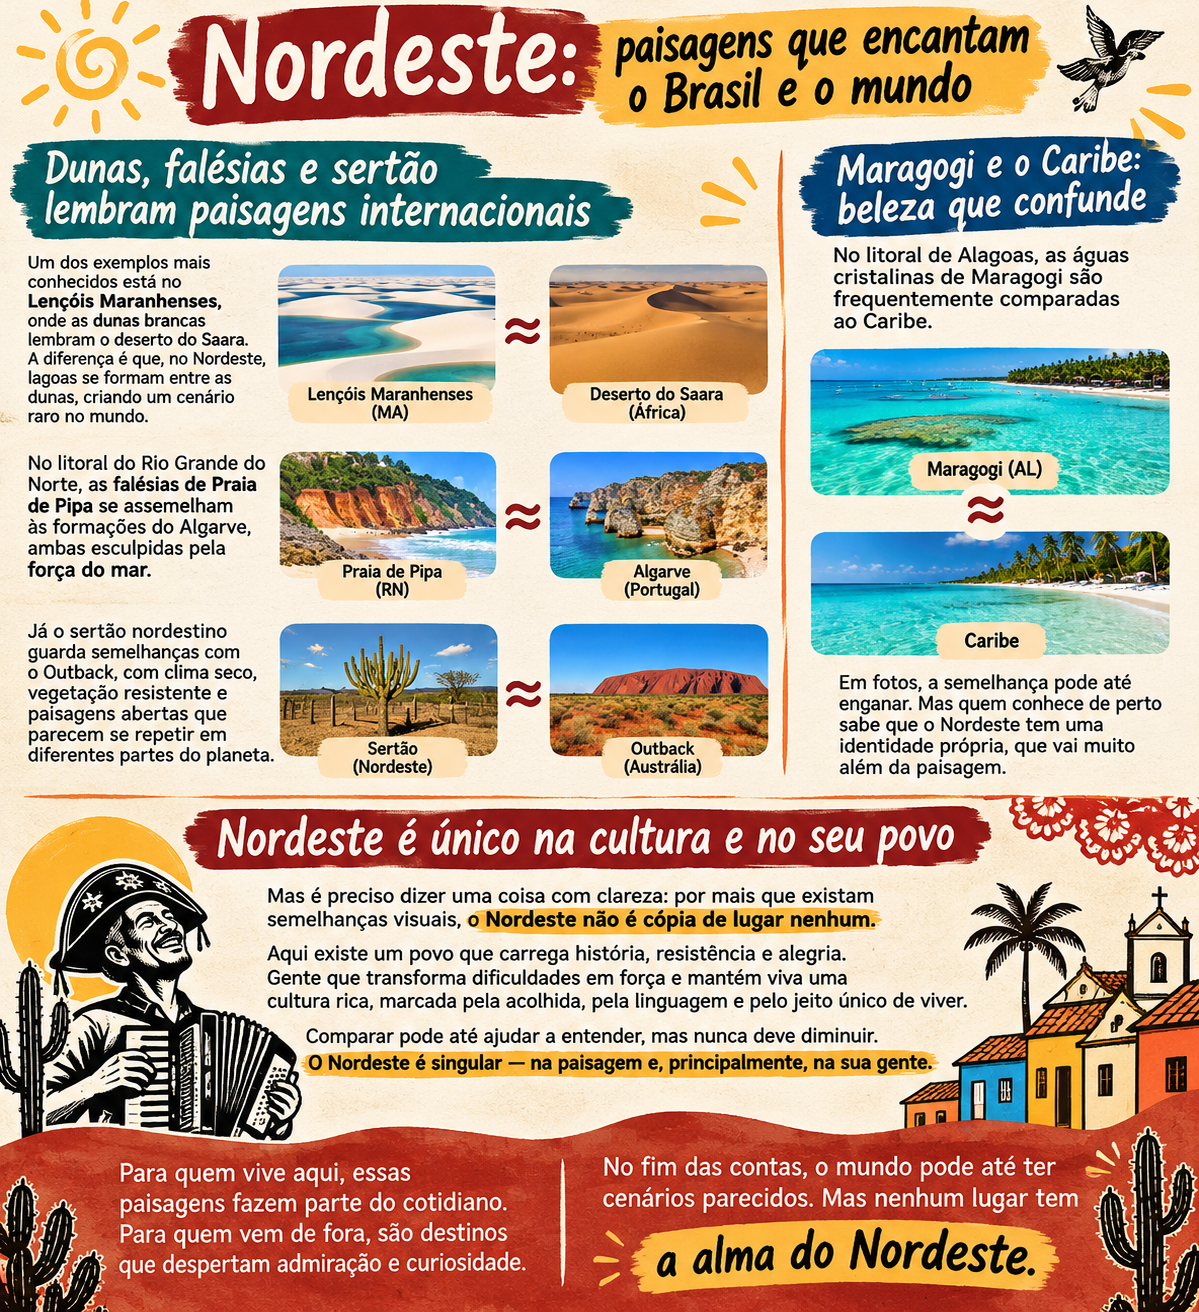 Nordeste:
paisagens que encantam
o Brasil e o mundo
Dunas, falésias e sertão
lembram paisagens internacionais
Um dos exemplos mais
conhecidos está no
Lençóis Maranhenses,
onde as dunas brancas
lembram o deserto do Saara.
A diferença é que, no Nordeste,
lagoas se formam entre as
dunas, criando um cenário
raro no mundo.
Lençóis Maranhenses
(MA)
≈
Deserto do Saara
(África)
No litoral do Rio Grande do
Norte, as falésias de Praia
de Pipa se assemelham
às formações do Algarve,
ambas esculpidas pela
força do mar.
Praia de Pipa
(RN)
≈
Algarve
(Portugal)
Já o sertão nordestino
guarda semelhanças com
o Outback, com clima seco,
vegetação resistente e
paisagens abertas que
parecem se repetir em
diferentes partes do planeta.
Sertão
(Nordeste)
≈
Outback
(Austrália)
Maragogi e o Caribe:
beleza que confunde
No litoral de Alagoas, as águas
cristalinas de Maragogi são
frequentemente comparadas
ao Caribe.
Maragogi (AL)
≈
Caribe
Em fotos, a semelhança pode até
enganar. Mas quem conhece de perto
sabe que o Nordeste tem uma
identidade própria, que vai muito
além da paisagem.
Nordeste é único na cultura e no seu povo
Mas é preciso dizer uma coisa com clareza: por mais que existam
semelhanças visuais, o Nordeste não é cópia de lugar nenhum.
Aqui existe um povo que carrega história, resistência e alegria.
Gente que transforma dificuldades em força e mantém viva uma
cultura rica, marcada pela acolhida, pela linguagem e pelo jeito único de viver.
Comparar pode até ajudar a entender, mas nunca deve diminuir.
O Nordeste é singular — na paisagem e, principalmente, na sua gente.
Para quem vive aqui, essas
paisagens fazem parte do cotidiano.
Para quem vem de fora, são destinos
que despertam admiração e curiosidade.
No fim das contas, o mundo pode até ter
cenários parecidos. Mas nenhum lugar tem
a alma do Nordeste.